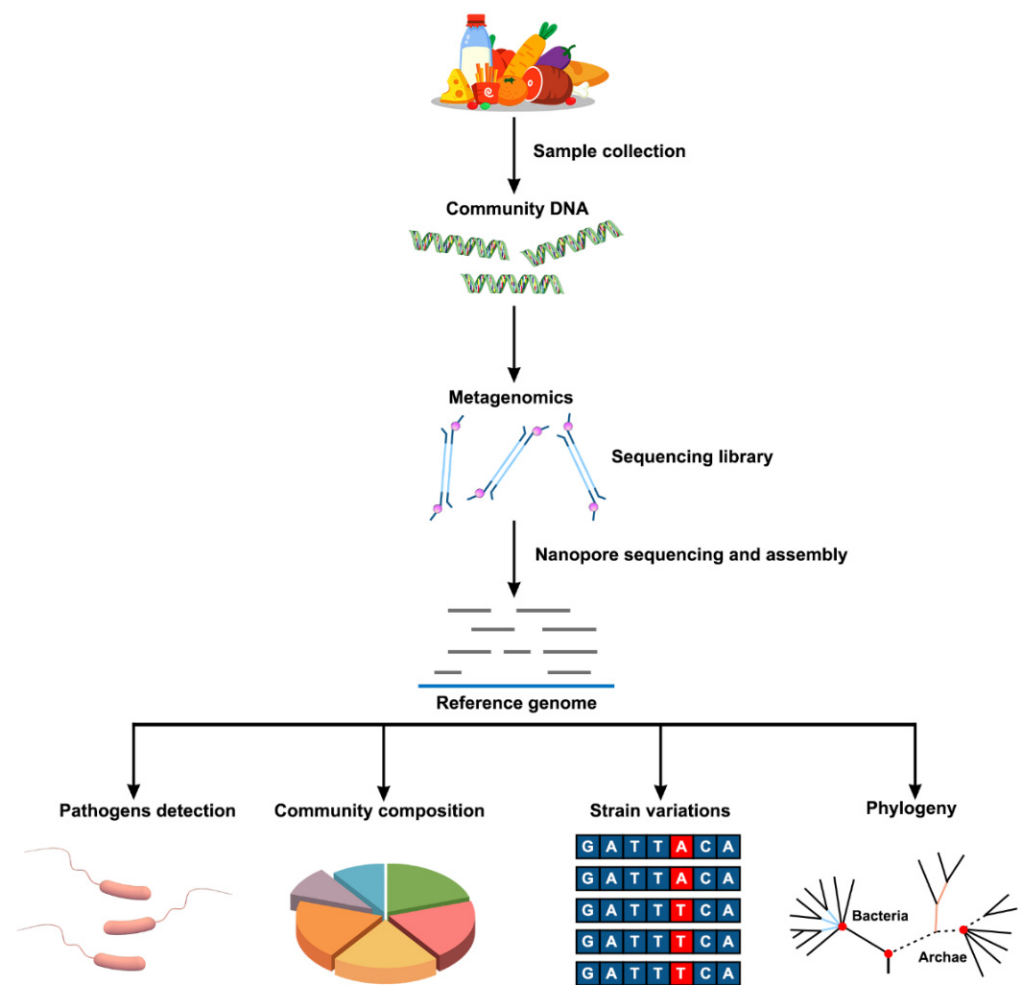 Sample collection
Community DNA
Metagenomics
Sequencing library
Nanopore sequencing and assembly
Reference genome
Pathogens detection
Community composition
Strain variations
Phylogeny
G A T T A C A
G A T T A C A
G A T T T C A
G A T T T C A
G A T T T C A
Bacteria
Archae